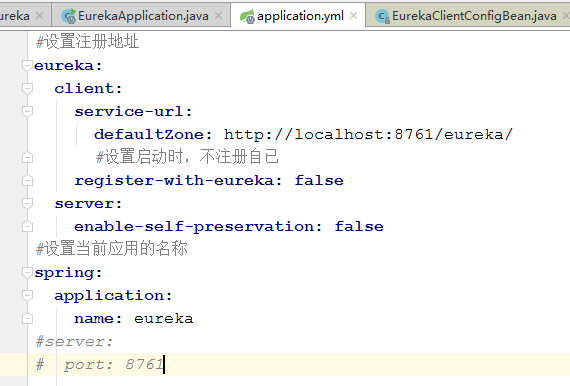 ureka
EurekaApplication.java
application.yml
EurekaClientConfigBean.java
#设置注册地址
eureka:
  client:
    service-url:
      defaultZone: http://localhost:8761/eureka/
      #设置启动时，不注册自已
    register-with-eureka: false
  server:
    enable-self-preservation: false
#设置当前应用的名称
spring:
  application:
    name: eureka
#server:
#  port: 8761